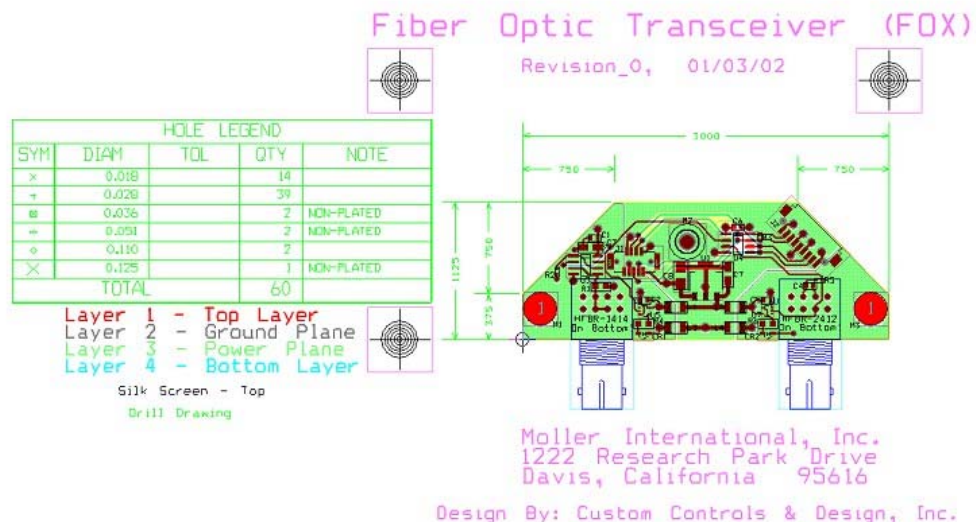 Fiber Optic Transceiver (FOX)
Revision_0, 01/03/02
HOLE LEGEND
SYM DIAM TOL QTY NOTE
0.018 14
0.028 39
0.036 2 NON-PLATED
0.051 2 NON-PLATED
0.110 2
0.125 1 NON-PLATED
TOTAL 60
Layer 1 - Top Layer
Layer 2 - Ground Plane
Layer 3 - Power Plane
Layer 4 - Bottom Layer
Silk Screen - Top
Drill Drawing
3000
750
750
1125
750
375
1
1
HFBR-1414
On Bottom
HFBR-2412
On Bottom
Moller International, Inc.
1222 Research Park Drive
Davis, California 95616
Design By: Custom Controls & Design, Inc.